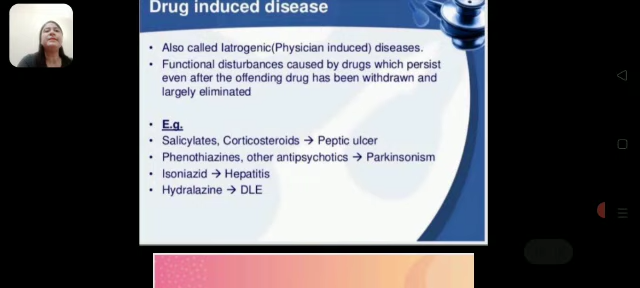 Drug induced disease
• Also called Iatrogenic(Physician induced) diseases.
• Functional disturbances caused by drugs which persist
even after the offending drug has been withdrawn and
largely eliminated
• E.g.
• Salicylates, Corticosteroids → Peptic ulcer
• Phenothiazines, other antipsychotics → Parkinsonism
• Isoniazid → Hepatitis
• Hydralazine → DLE